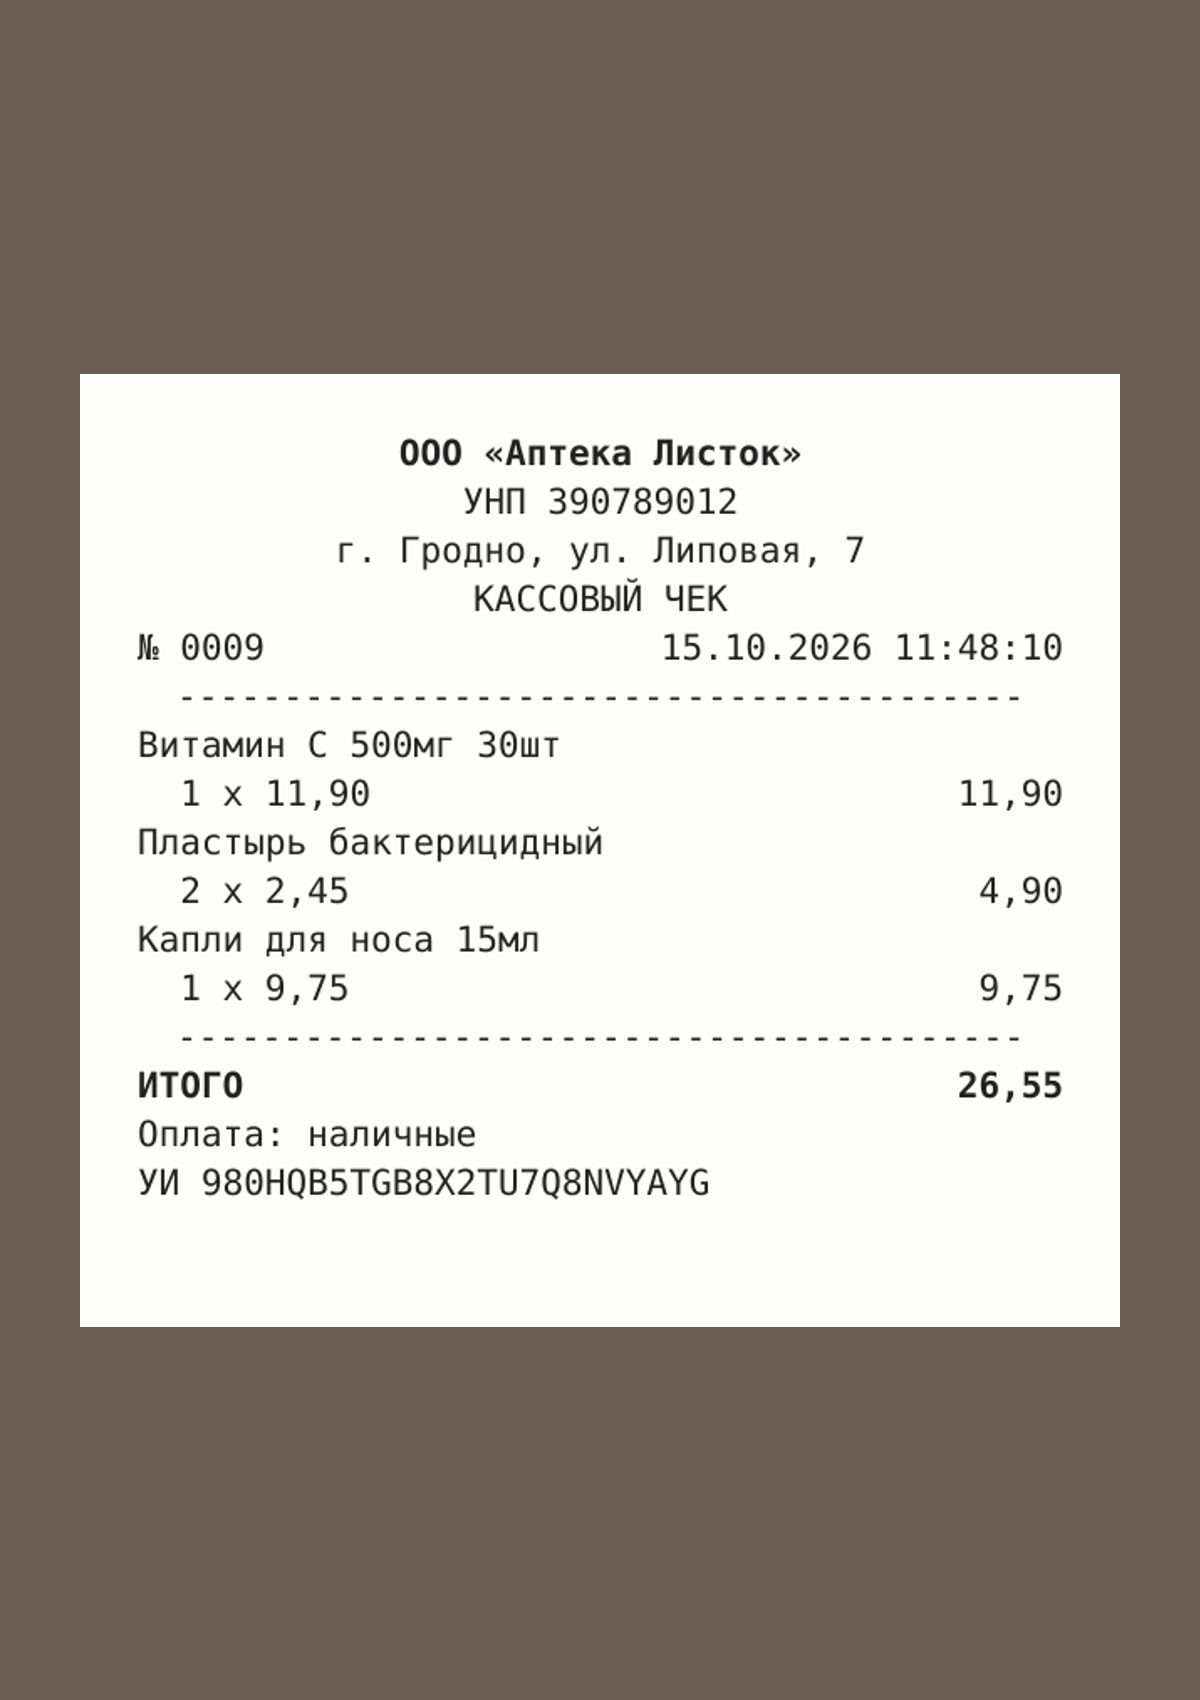 ООО «Аптека Листок»
УНП 390789012
г. Гродно, ул. Липовая, 7
КАССОВЫЙ ЧЕК
№ 0009 15.10.2026 11:48:10
----------------------------------------
Витамин С 500мг 30шт
1 х 11,90 11,90
Пластырь бактерицидный
2 х 2,45 4,90
Капли для носа 15мл
1 х 9,75 9,75
----------------------------------------
ИТОГО 26,55
Оплата: наличные
УИ 980HQB5TGB8X2TU7Q8NVYAYG